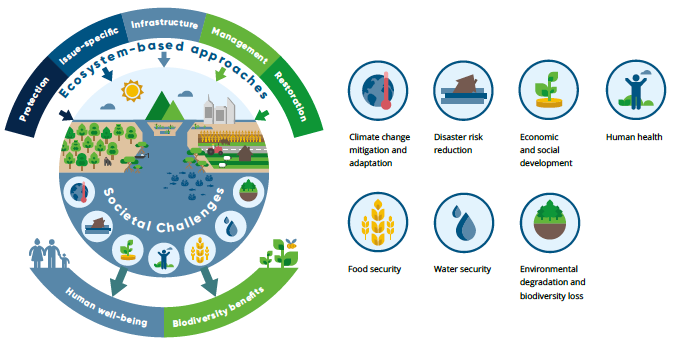 Protection
Issue-specific
Infrastructure
Management
Restoration
Ecosystem-based approaches
Societal Challenges
Human well-being
Biodiversity benefits
Climate change
mitigation and
adaptation
Disaster risk
reduction
Economic
and social
development
Human health
Food security
Water security
Environmental
degradation and
biodiversity loss